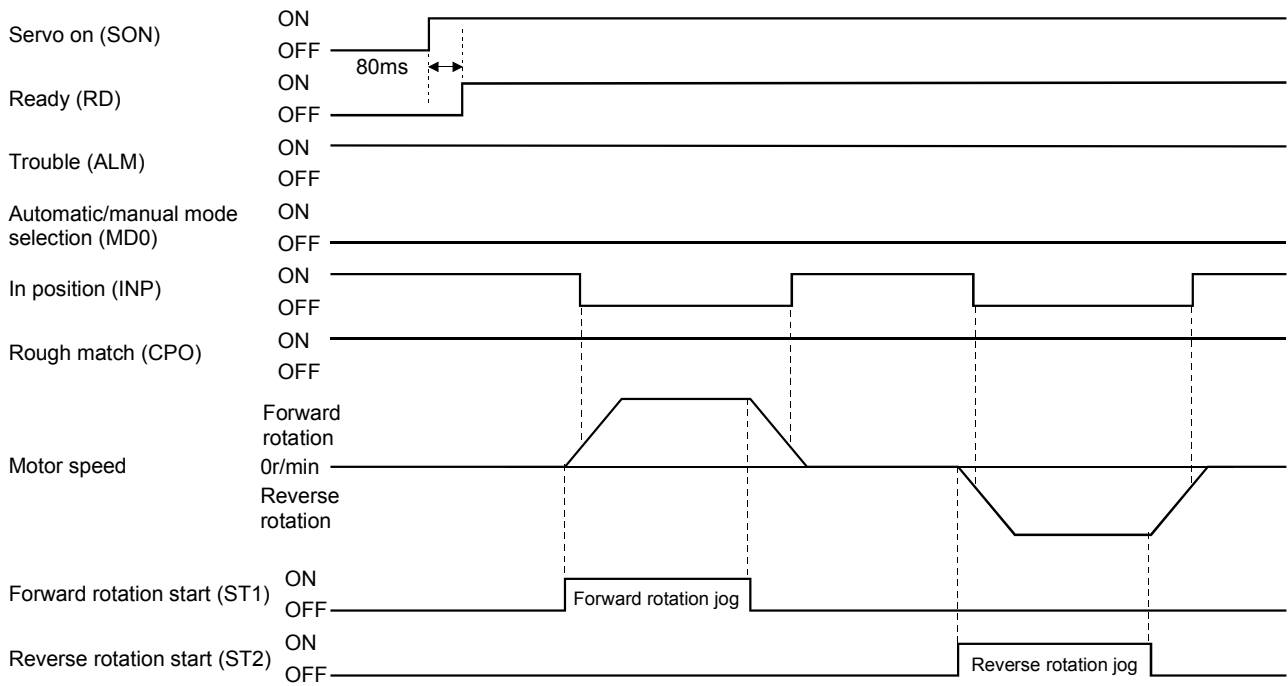 Servo on (SON)
ON
OFF
80ms
Ready (RD)
ON
OFF
Trouble (ALM)
ON
OFF
Automatic/manual mode
selection (MD0)
ON
OFF
In position (INP)
ON
OFF
Rough match (CPO)
ON
OFF
Motor speed
Forward
rotation
0r/min
Reverse
rotation
Forward rotation start (ST1)
ON
OFF
Forward rotation jog
Reverse rotation start (ST2)
ON
OFF
Reverse rotation jog